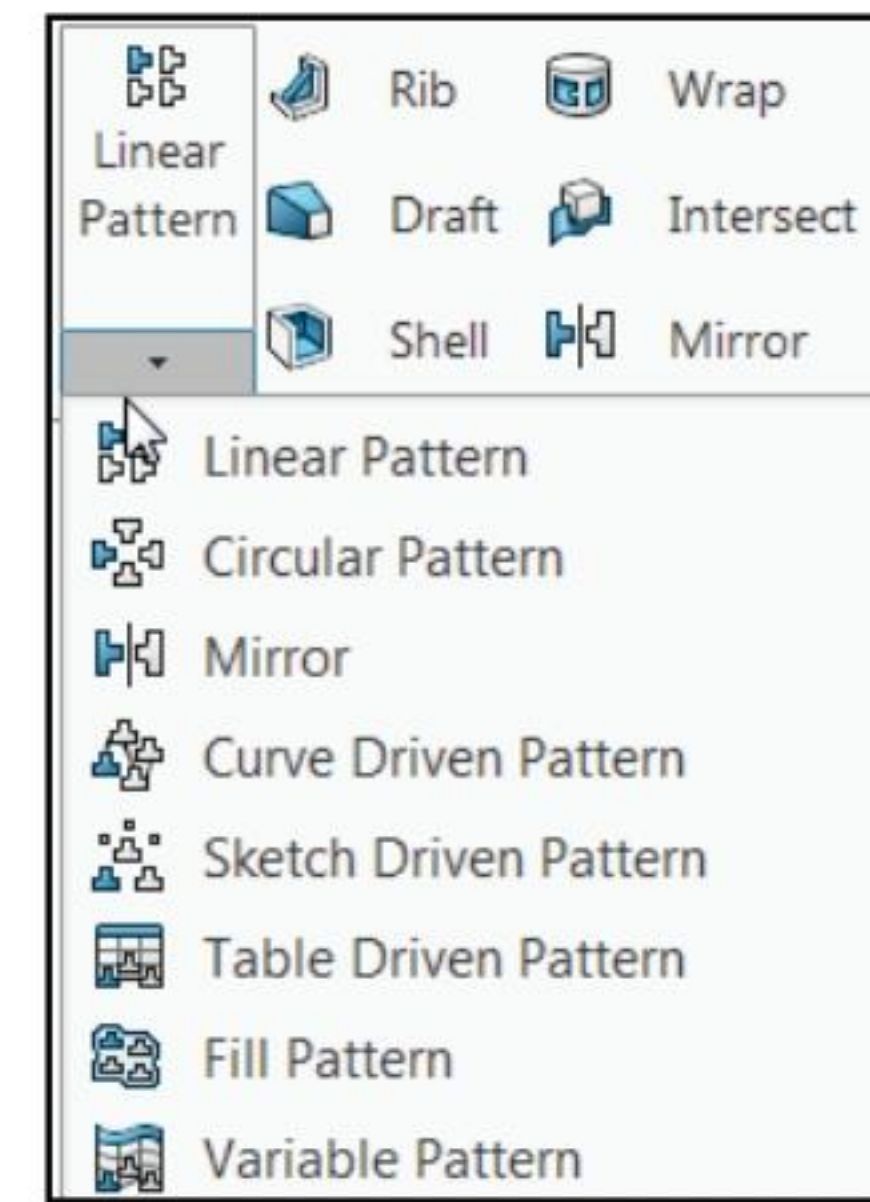 Linear
Pattern
Rib
Wrap
Draft
Intersect
Shell
Mirror
Linear Pattern
Circular Pattern
Mirror
Curve Driven Pattern
Sketch Driven Pattern
Table Driven Pattern
Fill Pattern
Variable Pattern